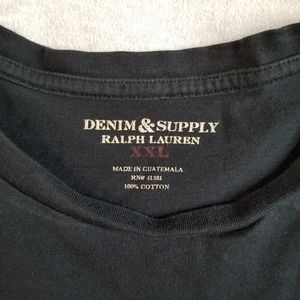 DENIM & SUPPLY
RALPH LAUREN
XXL
MADE IN GUATEMALA
RN# 41381
100% COTTON